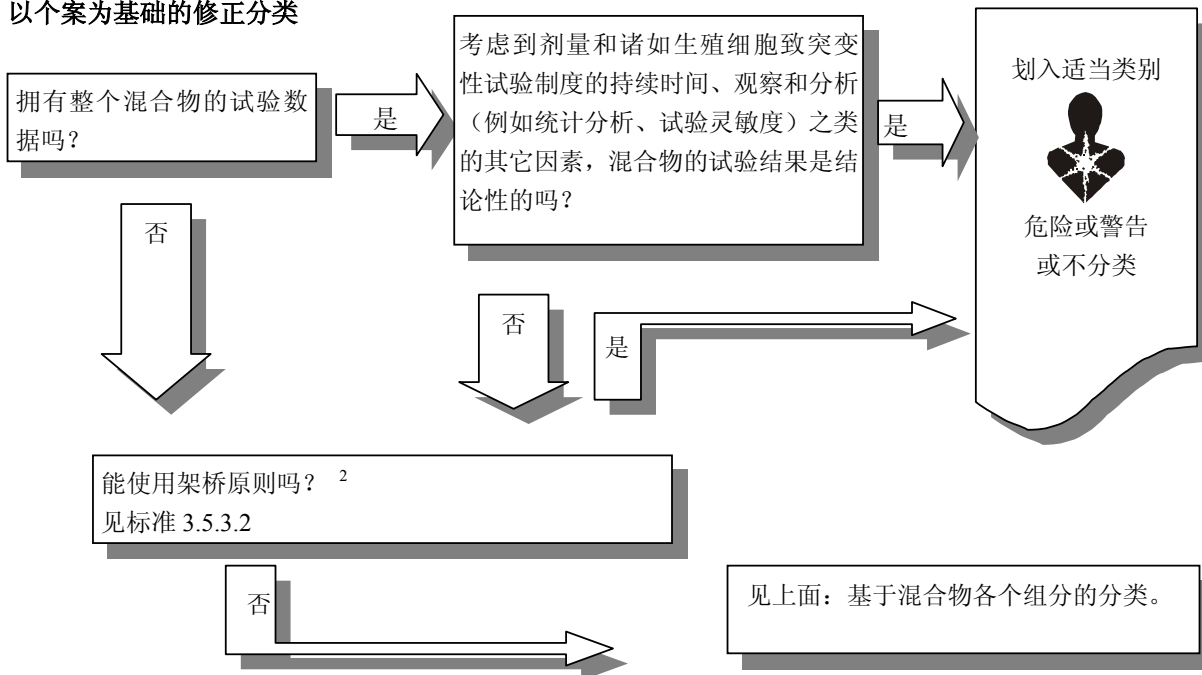 以个案为基础的修正分类
拥有整个混合物的试验数
据吗？
是
考虑到剂量和诸如生殖细胞致突变
性试验制度的持续时间、观察和分析
（例如统计分析、试验灵敏度）之类
的其它因素，混合物的试验结果是结
论性的吗？
是
划入适当类别
危险或警告
或不分类
否
否
是
能使用架桥原则吗？ 2
见标准 3.5.3.2
否
见上面：基于混合物各个组分的分类。